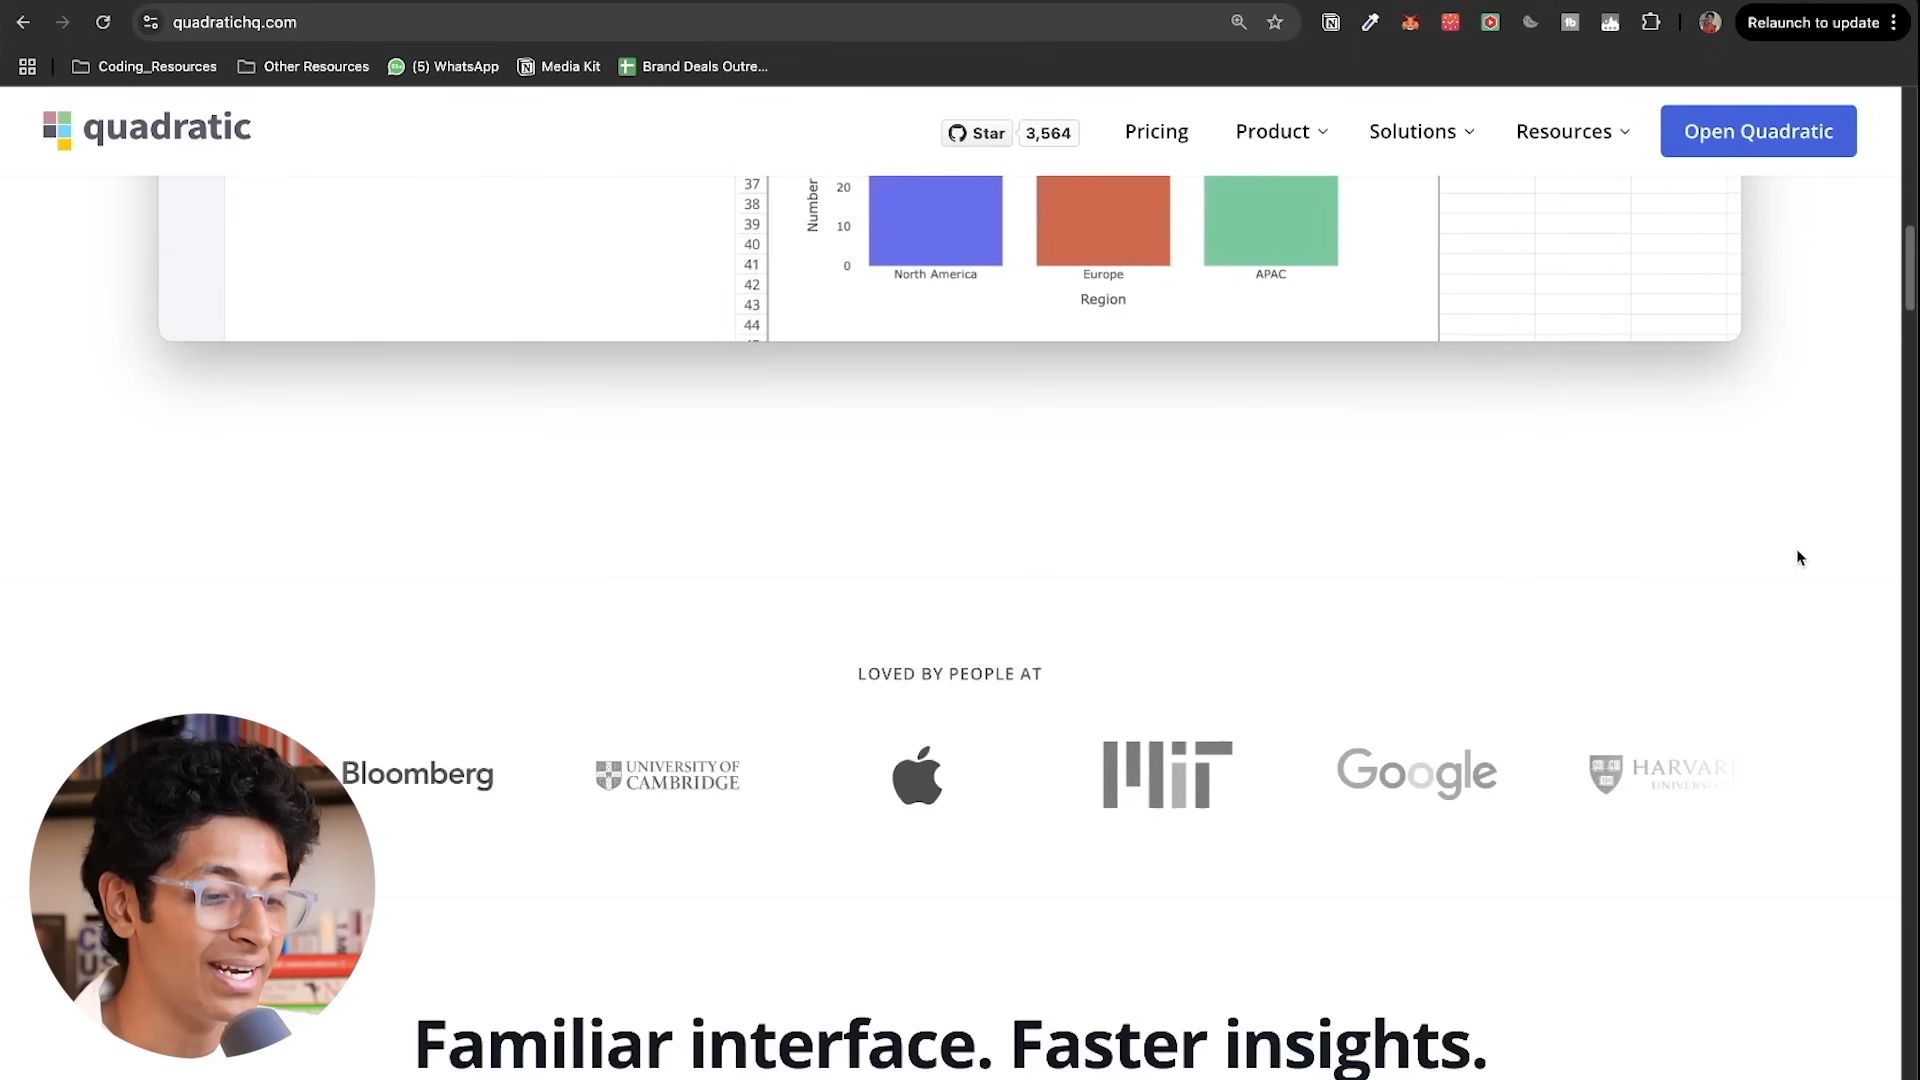 quadratichq.com
Relaunch to update
Coding_Resources
Other Resources
(5) WhatsApp
Media Kit
Brand Deals Outre...
quadratic
Star
3,564
Pricing
Product
Solutions
Resources
Open Quadratic
37
38
39
40
41
42
43
44
Number
20
10
0
North America
Europe
APAC
Region
LOVED BY PEOPLE AT
Bloomberg
UNIVERSITY OF
CAMBRIDGE
MIT
Google
HARVAR
Familiar interface. Faster insights.